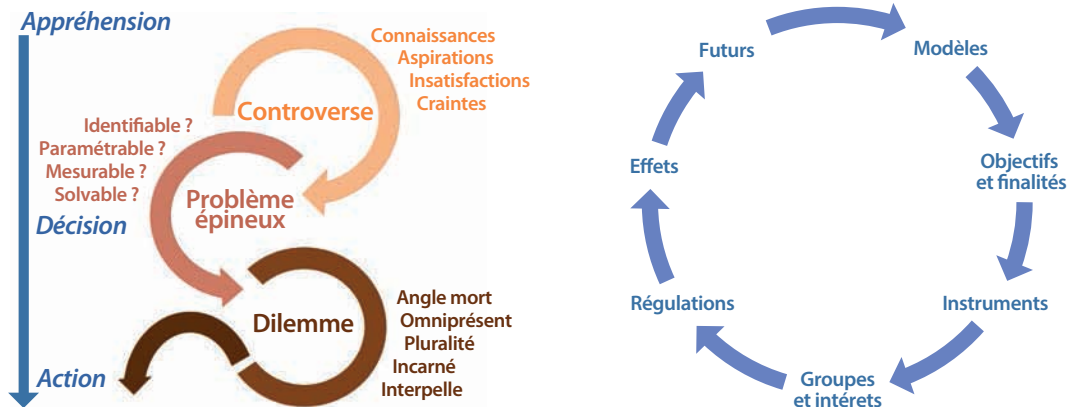 Appréhension
Connaissances
Aspirations
Insatisfactions
Craintes
Controverse
Identifiable ?
Paramétrable ?
Mesurable ?
Solvable ?
Problème
épineux
Décision
Angle mort
Omniprésent
Pluralité
Incarné
Interpelle
Dilemme
Action
Futurs
Modèles
Objectifs
et finalités
Instruments
Groupes
et intérets
Régulations
Effets